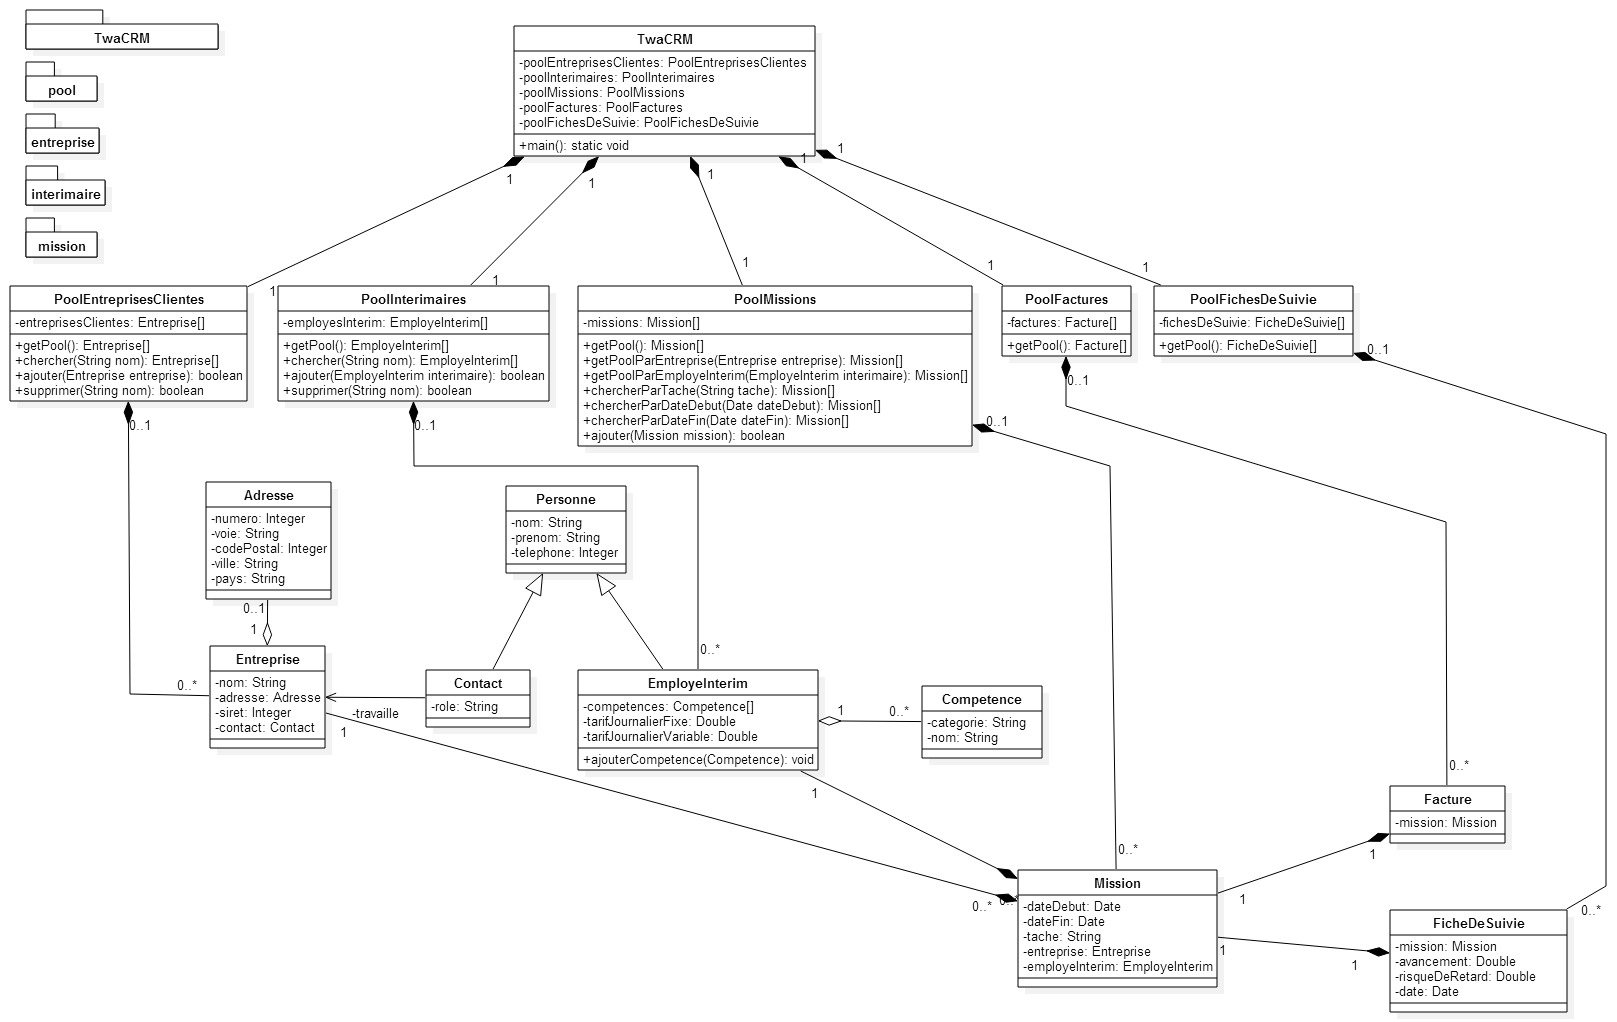 TwaCRM
pool
entreprise
interimaire
mission
TwaCRM
-poolEntreprisesClientes: PoolEntreprisesClientes
-poolInterimaires: PoolInterimaires
-poolMissions: PoolMissions
-poolFactures: PoolFactures
-poolFichesDeSuivie: PoolFichesDeSuivie
+main(): static void
1
1
1
1
1
1
1
1
1
1
PoolEntreprisesClientes
-entreprisesClientes: Entreprise[]
+getPool(): Entreprise[]
+chercher(String nom): Entreprise[]
+ajouter(Entreprise entreprise): boolean
+supprimer(String nom): boolean
0..1
PoolInterimaires
-employesInterim: EmployeInterim[]
+getPool(): EmployeInterim[]
+chercher(String nom): EmployeInterim[]
+ajouter(EmployeInterim interimaire): boolean
+supprimer(String nom): boolean
0..1
PoolMissions
-missions: Mission[]
+getPool(): Mission[]
+getPoolParEntreprise(Entreprise entreprise): Mission[]
+getPoolParEmployeInterim(EmployeInterim interimaire): Mission[]
+chercherParTache(String tache): Mission[]
+chercherParDateDebut(Date dateDebut): Mission[]
+chercherParDateFin(Date dateFin): Mission[]
+ajouter(Mission mission): boolean
0..1
PoolFactures
-factures: Facture[]
+getPool(): Facture[]
0..1
PoolFichesDeSuivie
-fichesDeSuivie: FicheDeSuivie[]
+getPool(): FicheDeSuivie[]
0..1
Adresse
-numero: Integer
-voie: String
-codePostal: Integer
-ville: String
-pays: String
0..1
1
Personne
-nom: String
-prenom: String
-telephone: Integer
Entreprise
-nom: String
-adresse: Adresse
-siret: Integer
-contact: Contact
0..*
-travaille
1
Contact
-role: String
0..*
EmployeInterim
-competences: Competence[]
-tarifJournalierFixe: Double
-tarifJournalierVariable: Double
+ajouterCompetence(Competence): void
1
0..*
1
Competence
-categorie: String
-nom: String
0..*
Facture
-mission: Mission
1
1
0..*
0..*
0..*
Mission
-dateDebut: Date
-dateFin: Date
-tache: String
-entreprise: Entreprise
-employeInterim: EmployeInterim
1
1
0..*
FicheDeSuivie
-mission: Mission
-avancement: Double
-risqueDeRetard: Double
-date: Date